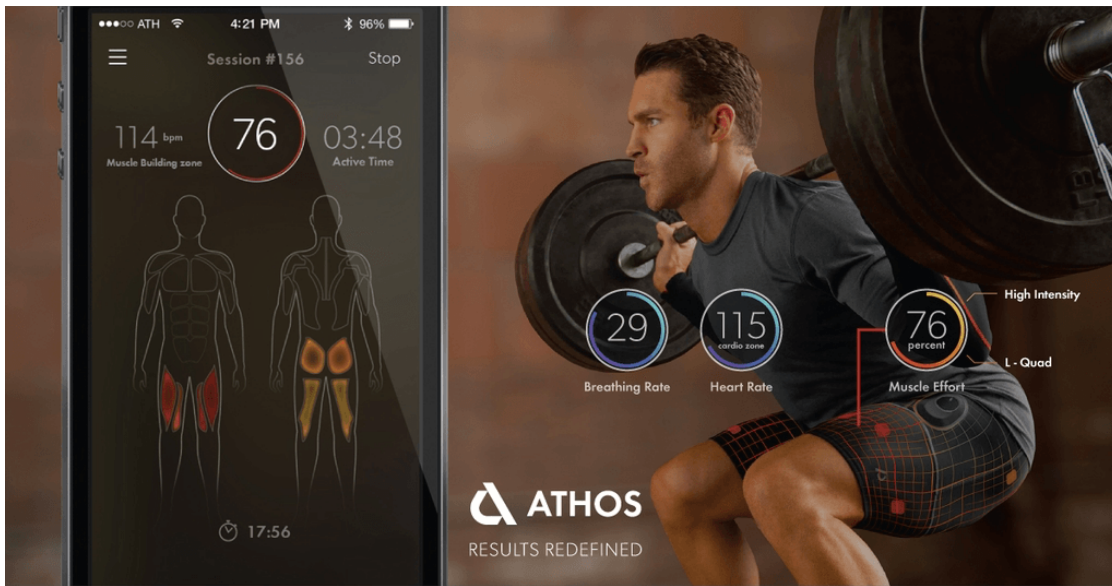 ATH 4:21 PM 96%
Session #156 Stop
114 bpm
Muscle Building zone
76
03:48
Active Time
17:56
29
Breathing Rate
115
cardio zone
Heart Rate
76
percent
Muscle Effort
High Intensity
L - Quad
ATHOS
RESULTS REDEFINED